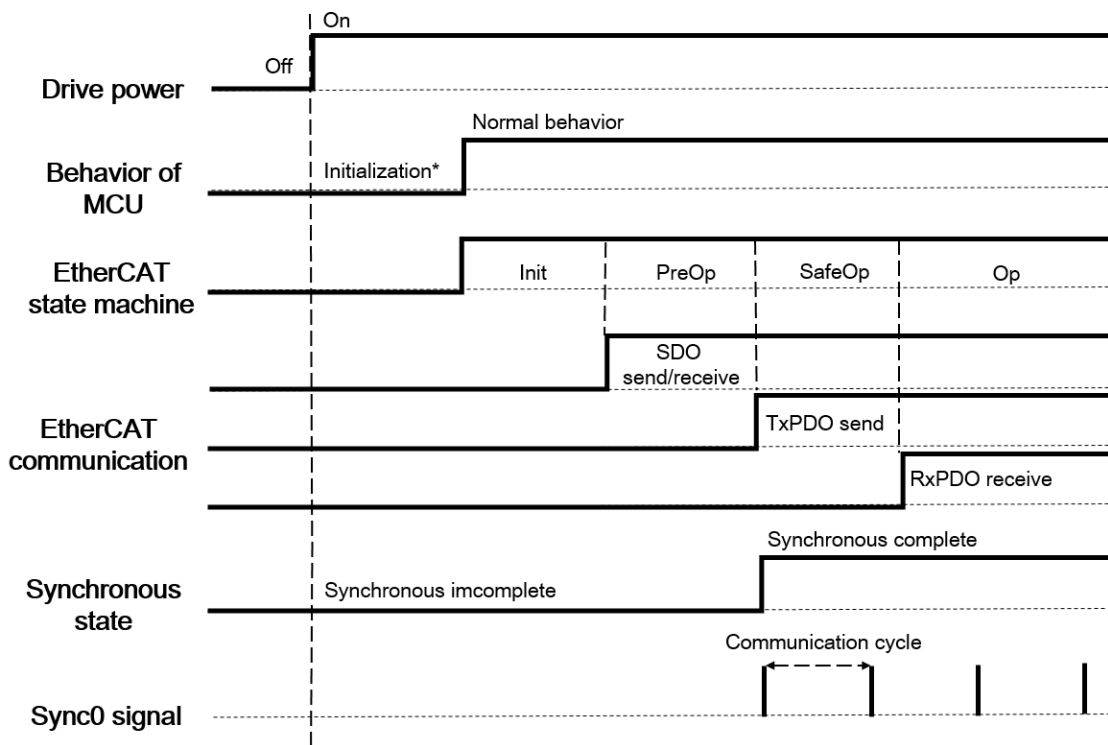 On
Off
Drive power
Normal behavior
Initialization*
Behavior of
MCU
EtherCAT
state machine
Init
PreOp
SafeOp
Op
SDO
send/receive
EtherCAT
communication
TxPDO send
RxPDO receive
Synchronous complete
Synchronous imcomplete
Synchronous
state
Communication cycle
Sync0 signal